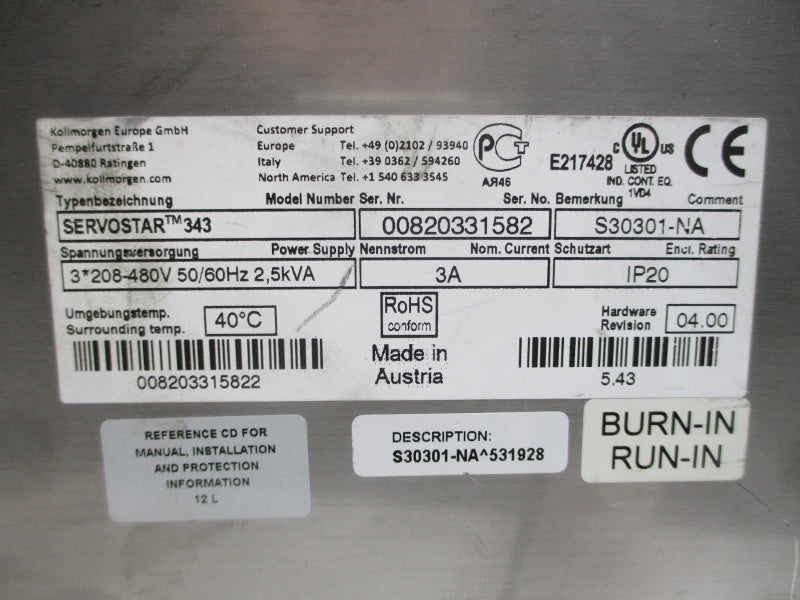 Kollmorgen Europe GmbH
Pempelfurtstraße 1
D-40880 Ratingen
www.kollmorgen.com
Customer Support
Europe Tel. +49 (0)2102 / 93940
Italy Tel. +39 0362 / 594260
North America Tel. +1 540 633 3545
РСТ
АЯ46
E217428
C UL US
LISTED
IND. CONT. EQ.
1VD4
CE
Typenbezeichnung Model Number
SERVOSTAR™ 343
Ser. Nr. Ser. No.
00820331582
Bemerkung Comment
S30301-NA
Spannungsversorgung Power Supply
3*208-480V 50/60Hz 2,5kVA
Nennstrom Nom. Current
3A
Schutzart Encl. Rating
IP20
Umgebungstemp.
Surrounding temp.
40°C
RoHS
conform
Hardware
Revision
04.00
008203315822
Made in
Austria
5.43
REFERENCE CD FOR
MANUAL, INSTALLATION
AND PROTECTION
INFORMATION
12 L
DESCRIPTION:
S30301-NA^531928
BURN-IN
RUN-IN